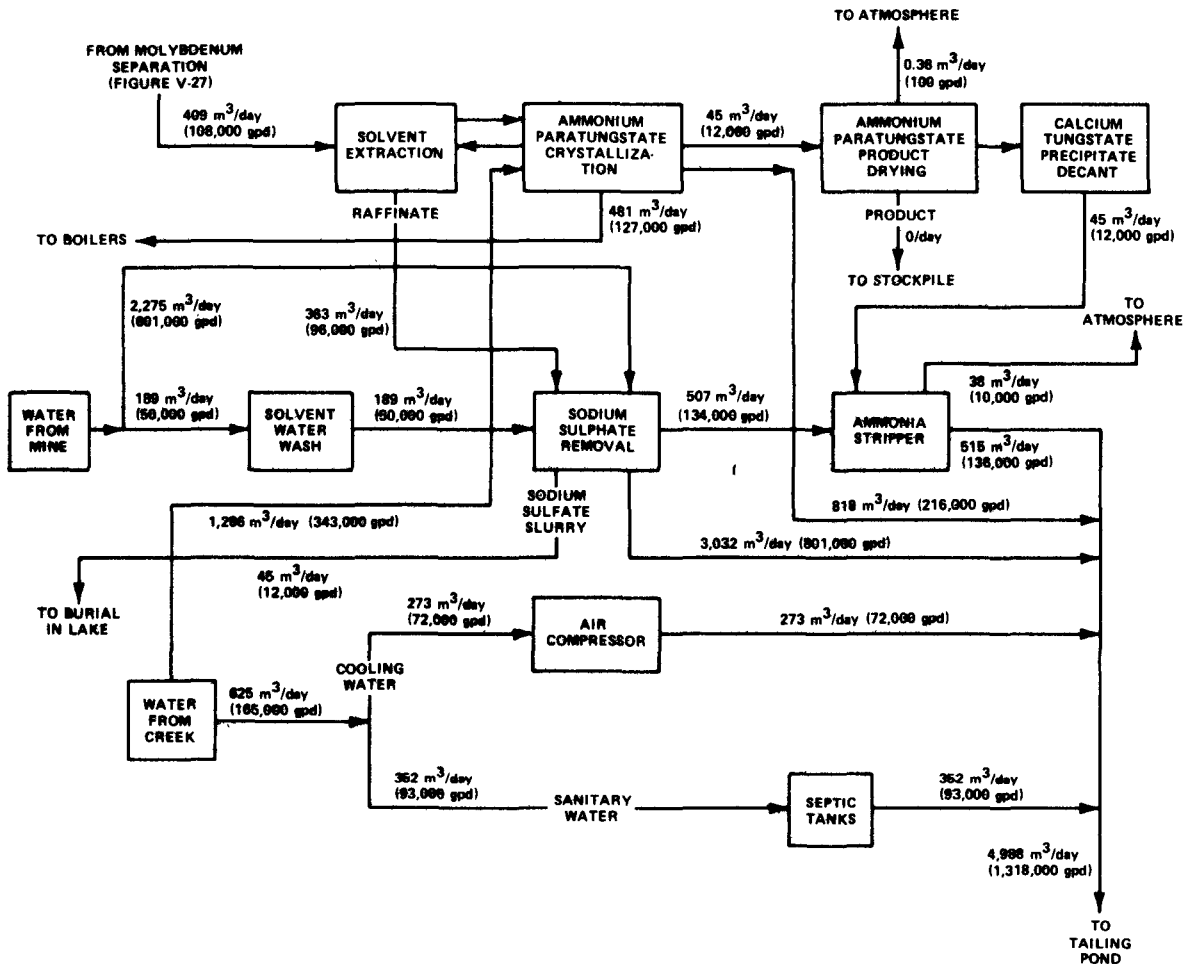 TO ATMOSPHERE
FROM MOLYBDENUM
SEPARATION
(FIGURE V-27)
0.38 m3/day
(100 gpd)
409 m3/day
(108,000 gpd)
SOLVENT
EXTRACTION
AMMONIUM
PARATUNGSTATE
CRYSTALLIZA-
TION
45 m3/day
(12,000 gpd)
AMMONIUM
PARATUNGSTATE
PRODUCT
DRYING
CALCIUM
TUNGSTATE
PRECIPITATE
DECANT
RAFFINATE
481 m3/day
(127,000 gpd)
PRODUCT
0/day
45 m3/day
(12,000 gpd)
TO BOILERS
TO STOCKPILE
2,275 m3/day
(601,000 gpd)
363 m3/day
(96,000 gpd)
TO
ATMOSPHERE
WATER
FROM
MINE
189 m3/day
(50,000 gpd)
SOLVENT
WATER
WASH
189 m3/day
(50,000 gpd)
SODIUM
SULPHATE
REMOVAL
507 m3/day
(134,000 gpd)
AMMONIA
STRIPPER
38 m3/day
(10,000 gpd)
515 m3/day
(136,000 gpd)
SODIUM
SULFATE
SLURRY
1,298 m3/day (343,000 gpd)
818 m3/day (216,000 gpd)
3,032 m3/day (801,000 gpd)
45 m3/day
(12,000 gpd)
TO BURIAL
IN LAKE
273 m3/day
(72,000 gpd)
AIR
COMPRESSOR
273 m3/day (72,000 gpd)
COOLING
WATER
WATER
FROM
CREEK
625 m3/day
(165,000 gpd)
352 m3/day
(93,000 gpd)
SANITARY
WATER
SEPTIC
TANKS
352 m3/day
(93,000 gpd)
4,988 m3/day
(1,318,000 gpd)
TO
TAILING
POND